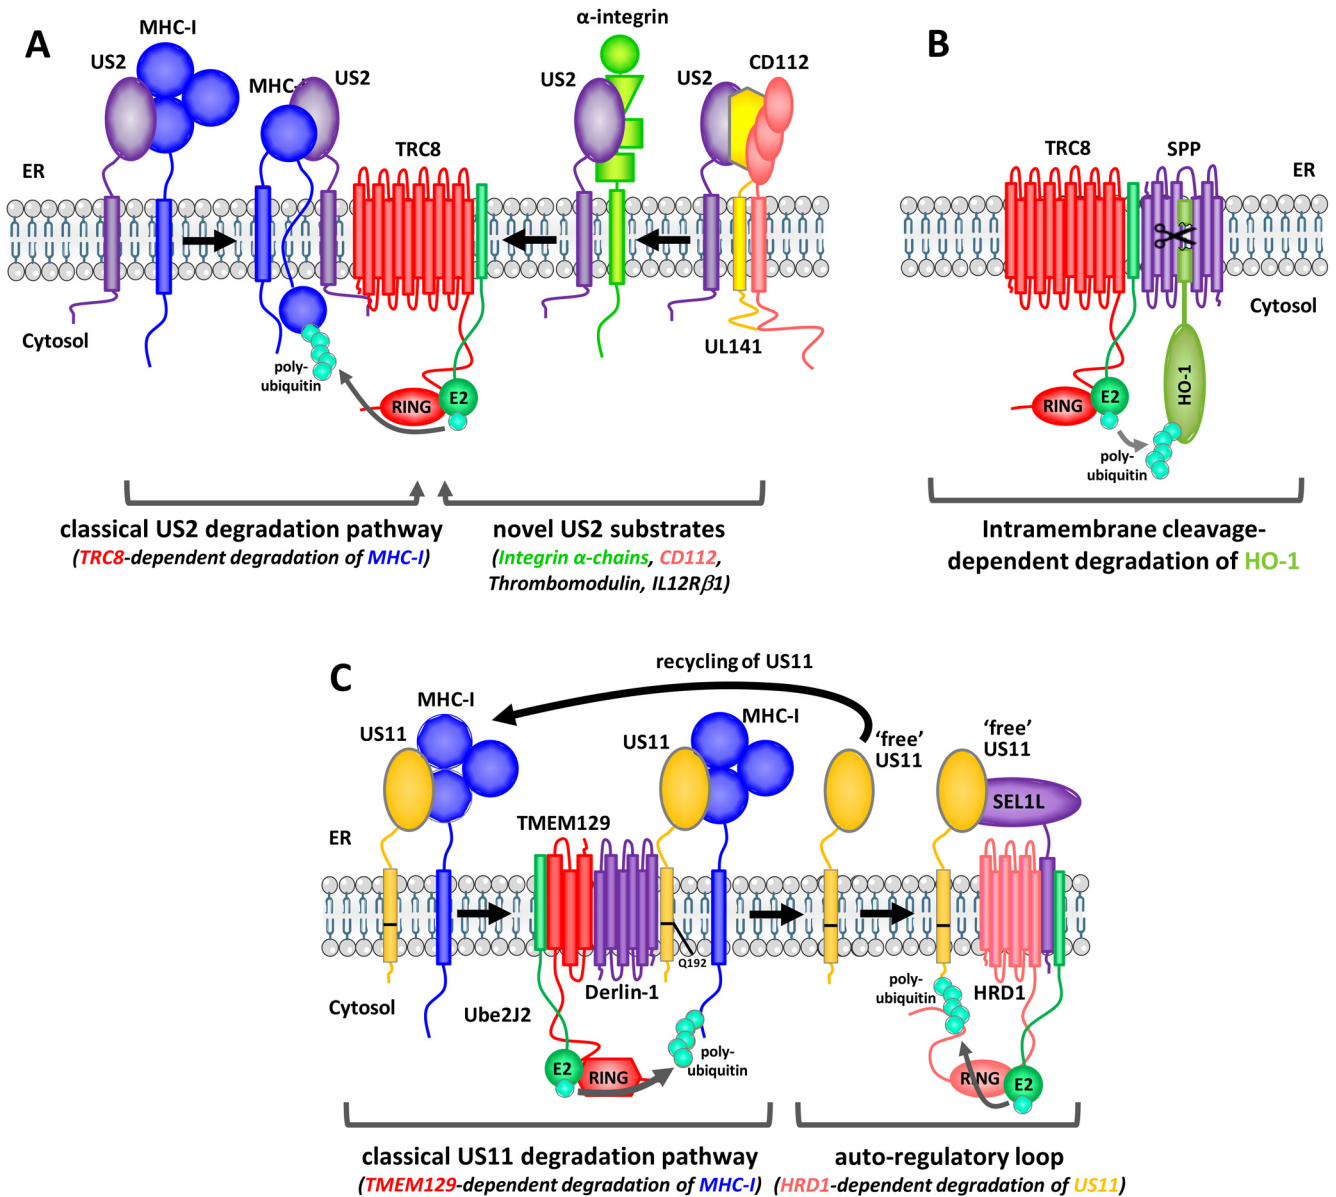 A
MHC-I
US2
MHC-
US2
TRC8
ER
Cytosol
poly-
ubiquitin
RING
E2
α-integrin
US2
US2
CD112
UL141
classical US2 degradation pathway
(TRC8-dependent degradation of MHC-I)
novel US2 substrates
(Integrin α-chains, CD112,
Thrombomodulin, IL12Rβ1)
B
TRC8
SPP
ER
Cytosol
HO-1
RING
E2
poly-
ubiquitin
Intramembrane cleavage-
dependent degradation of HO-1
C
recycling of US11
MHC-I
US11
ER
TMEM129
US11
MHC-I
'free'
US11
'free'
US11
SEL1L
Q192
Cytosol
Ube2J2
Derlin-1
E2
RING
poly-
ubiquitin
poly-
ubiquitin
HRD1
RING
E2
classical US11 degradation pathway
(TMEM129-dependent degradation of MHC-I)
auto-regulatory loop
(HRD1-dependent degradation of US11)